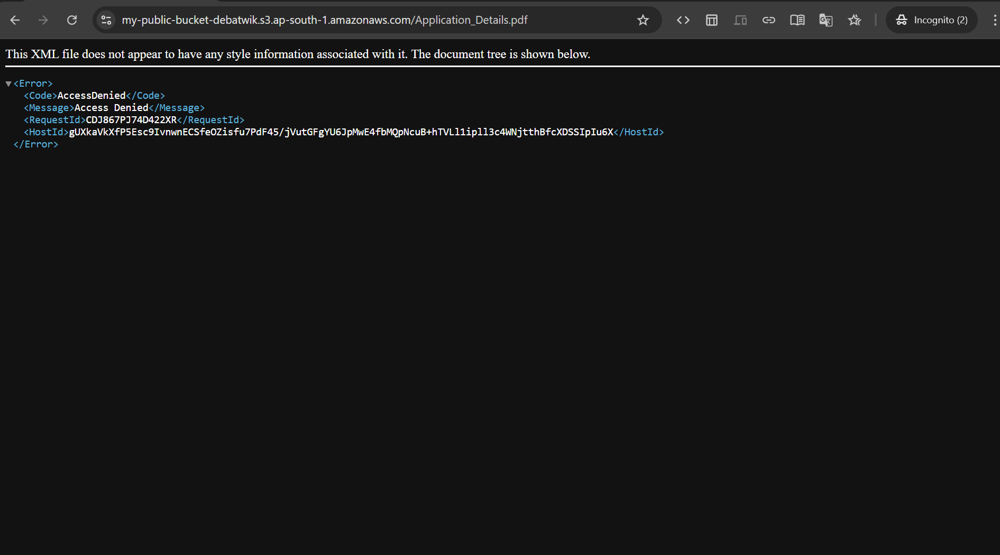 my-public-bucket-debatwik.s3.ap-south-1.amazonaws.com/Application_Details.pdf
Incognito (2)
This XML file does not appear to have any style information associated with it. The document tree is shown below.
▼<Error>
<Code>AccessDenied</Code>
<Message>Access Denied</Message>
<RequestId>CDJ867PJ74D422XR</RequestId>
<HostId>gUXkaVkXfP5Esc9IvnwnECSfeOZisfu7PdF45/jVutGFgYU6JpMwE4fbMQpNcuB+hTVLl1ipll3c4WNjtthBfcXDSSIpIu6X</HostId>
</Error>